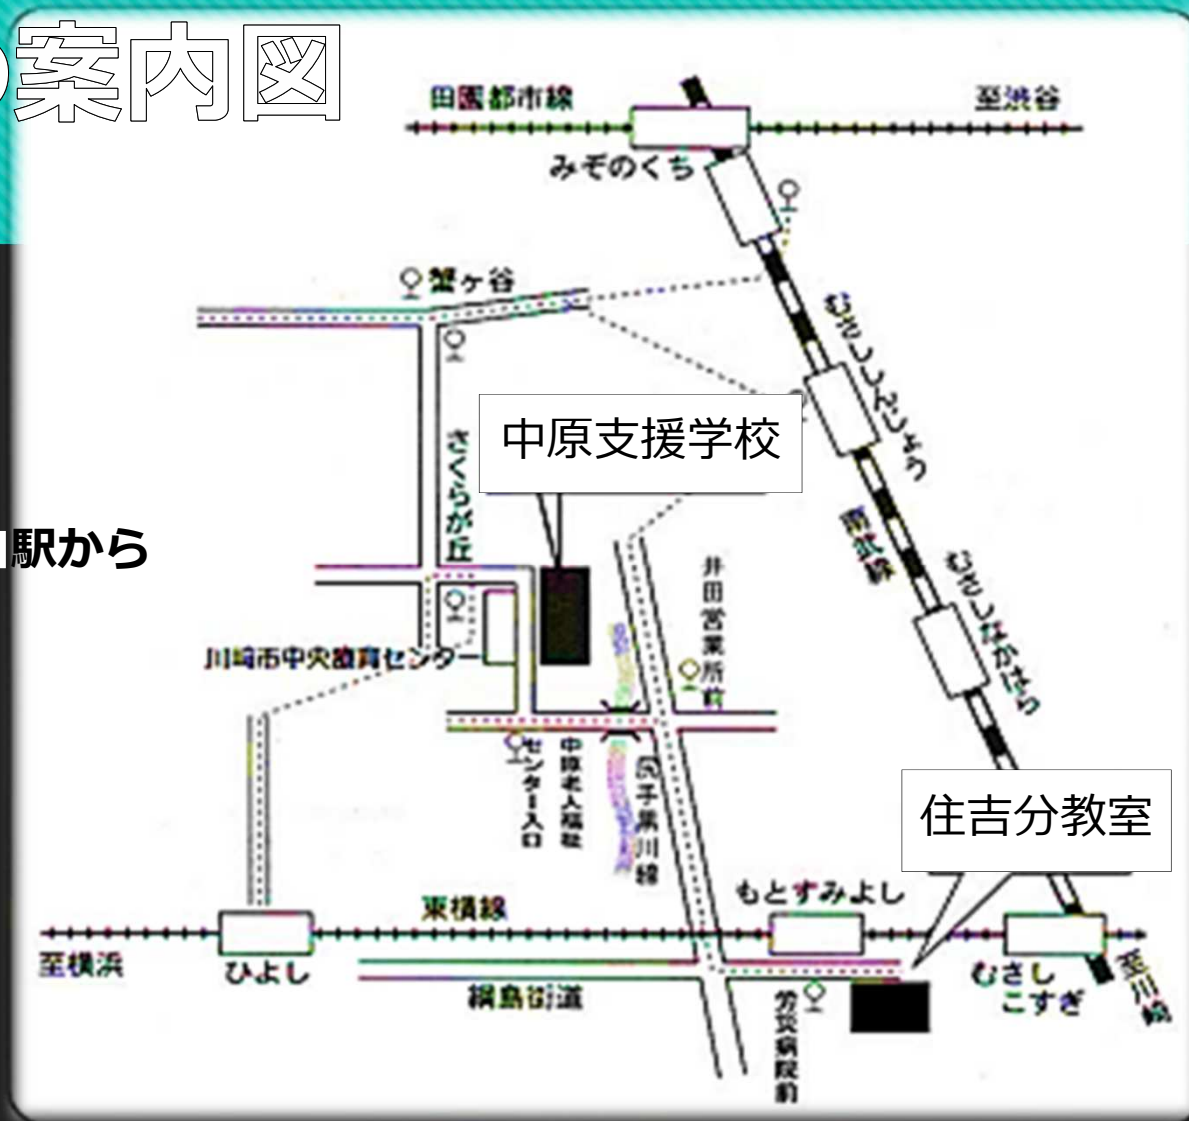 案内図
田園都市線
至渋谷
みぞのくち
蟹ヶ谷
むさししんじょう
中原支援学校
さくらが丘
駅から
南武線
井田営業所前
むさしなかはら
川崎市中央療育センター
中原老人福祉
センター入口
尻手黒川線
住吉分教室
もとすみよし
東横線
至横浜
ひよし
むさし
こすぎ
至川崎
綱島街道
労災病院前